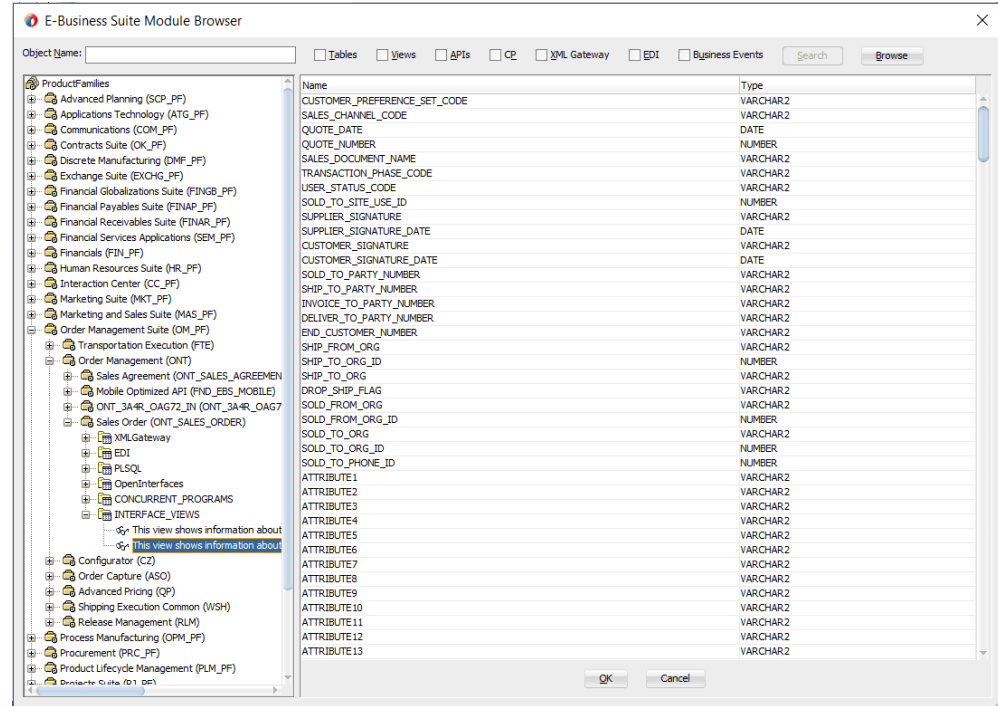 E-Business Suite Module Browser
Object Name: Tables Views APIs CP XML Gateway EDI Business Events Search Browse
ProductFamilies
Advanced Planning (SCP_PF)
Applications Technology (ATG_PF)
Communications (COM_PF)
Contracts Suite (OK_PF)
Discrete Manufacturing (DMF_PF)
Exchange Suite (EXCHG_PF)
Financial Globalizations Suite (FINGB_PF)
Financial Payables Suite (FINAP_PF)
Financial Receivables Suite (FINAR_PF)
Financial Services Applications (SEM_PF)
Financials (FIN_PF)
Human Resources Suite (HR_PF)
Interaction Center (CC_PF)
Marketing Suite (MKT_PF)
Marketing and Sales Suite (MAS_PF)
Order Management Suite (OM_PF)
Transportation Execution (FTE)
Order Management (ONT)
Sales Agreement (ONT_SALES_AGREEMEN
Mobile Optimized API (FND_EBS_MOBILE)
ONT_3A4R_OAG72_IN (ONT_3A4R_OAG7
Sales Order (ONT_SALES_ORDER)
XMLGateway
EDI
PLSQL
OpenInterfaces
CONCURRENT_PROGRAMS
INTERFACE_VIEWS
This view shows information about
This view shows information about
Configurator (CZ)
Order Capture (ASO)
Advanced Pricing (QP)
Shipping Execution Common (WSH)
Release Management (RLM)
Process Manufacturing (OPM_PF)
Procurement (PRC_PF)
Product Lifecycle Management (PLM_PF)
Projects Suite (PJ_PF)
Name Type
CUSTOMER_PREFERENCE_SET_CODE VARCHAR2
SALES_CHANNEL_CODE VARCHAR2
QUOTE_DATE DATE
QUOTE_NUMBER NUMBER
SALES_DOCUMENT_NAME VARCHAR2
TRANSACTION_PHASE_CODE VARCHAR2
USER_STATUS_CODE VARCHAR2
SOLD_TO_SITE_USE_ID NUMBER
SUPPLIER_SIGNATURE VARCHAR2
SUPPLIER_SIGNATURE_DATE DATE
CUSTOMER_SIGNATURE VARCHAR2
CUSTOMER_SIGNATURE_DATE DATE
SOLD_TO_PARTY_NUMBER VARCHAR2
SHIP_TO_PARTY_NUMBER VARCHAR2
INVOICE_TO_PARTY_NUMBER VARCHAR2
DELIVER_TO_PARTY_NUMBER VARCHAR2
END_CUSTOMER_NUMBER VARCHAR2
SHIP_FROM_ORG VARCHAR2
SHIP_TO_ORG_ID NUMBER
SHIP_TO_ORG VARCHAR2
DROP_SHIP_FLAG VARCHAR2
SOLD_FROM_ORG VARCHAR2
SOLD_FROM_ORG_ID NUMBER
SOLD_TO_ORG VARCHAR2
SOLD_TO_ORG_ID NUMBER
SOLD_TO_PHONE_ID NUMBER
ATTRIBUTE1 VARCHAR2
ATTRIBUTE2 VARCHAR2
ATTRIBUTE3 VARCHAR2
ATTRIBUTE4 VARCHAR2
ATTRIBUTE5 VARCHAR2
ATTRIBUTE6 VARCHAR2
ATTRIBUTE7 VARCHAR2
ATTRIBUTE8 VARCHAR2
ATTRIBUTE9 VARCHAR2
ATTRIBUTE10 VARCHAR2
ATTRIBUTE11 VARCHAR2
ATTRIBUTE12 VARCHAR2
ATTRIBUTE13 VARCHAR2
OK Cancel